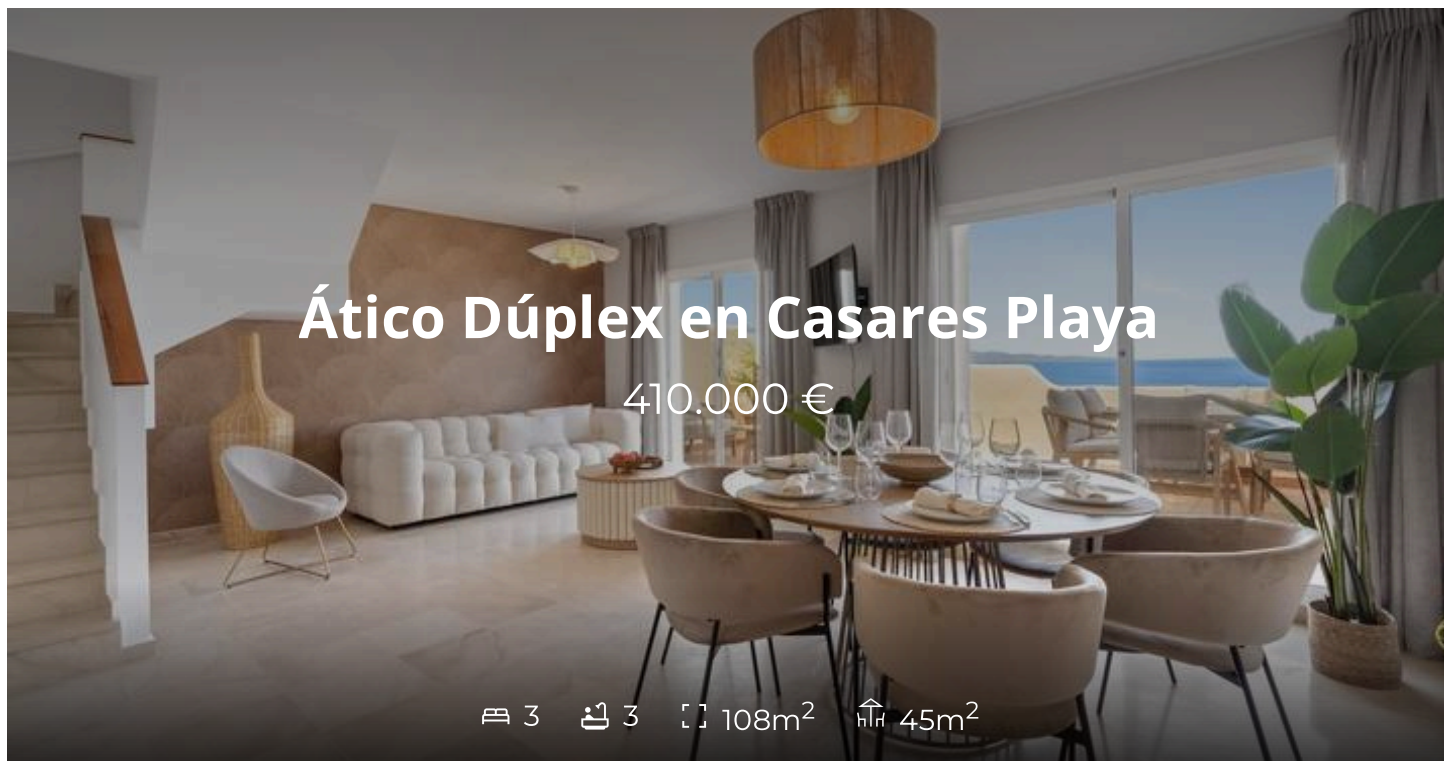 Ático Dúplex en Casares Playa
410.000 €
3 3 108m² 45m²